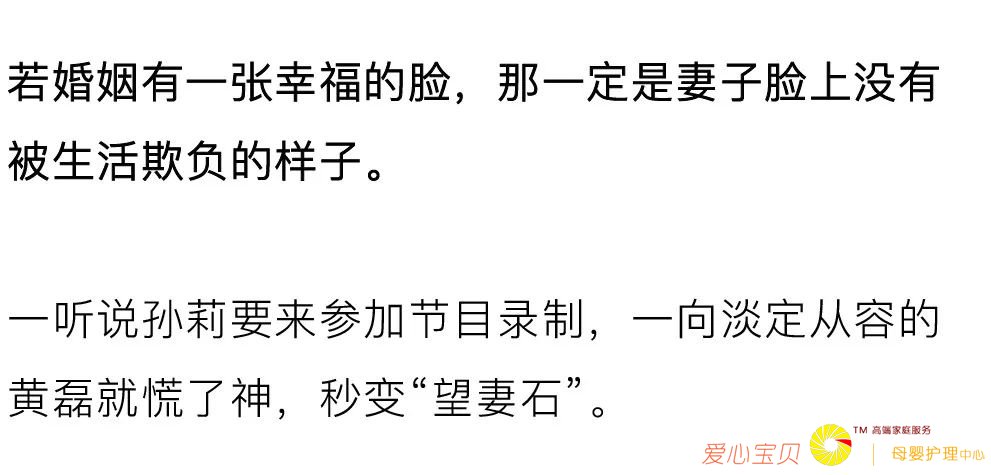 若婚姻有一张幸福的脸，那一定是妻子脸上没有
被生活欺负的样子。
一听说孙莉要来参加节目录制，一向淡定从容的
黄磊就慌了神，秒变“望妻石”。
爱心宝贝 TM 高端家庭服务
母婴护理中心